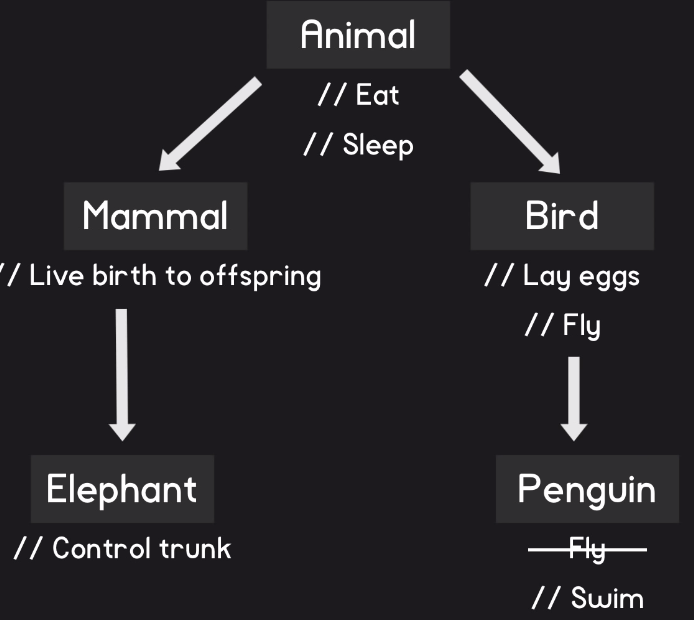 Animal
// Eat
// Sleep
Mammal
// Live birth to offspring
Bird
// Lay eggs
// Fly
Elephant
// Control trunk
Penguin
Fly
// Swim